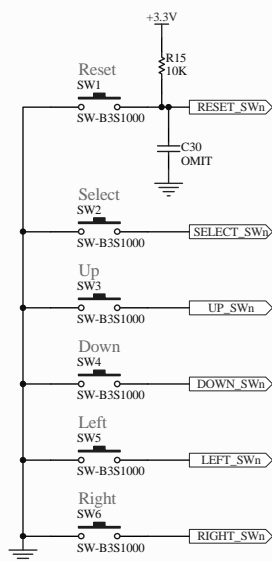 +3.3V
R15
10K
Reset
SW1
SW-B3S1000
RESET_SWn
C30
OMIT
Select
SW2
SW-B3S1000
SELECT_SWn
Up
SW3
SW-B3S1000
UP_SWn
Down
SW4
SW-B3S1000
DOWN_SWn
Left
SW5
SW-B3S1000
LEFT_SWn
Right
SW6
SW-B3S1000
RIGHT_SWn